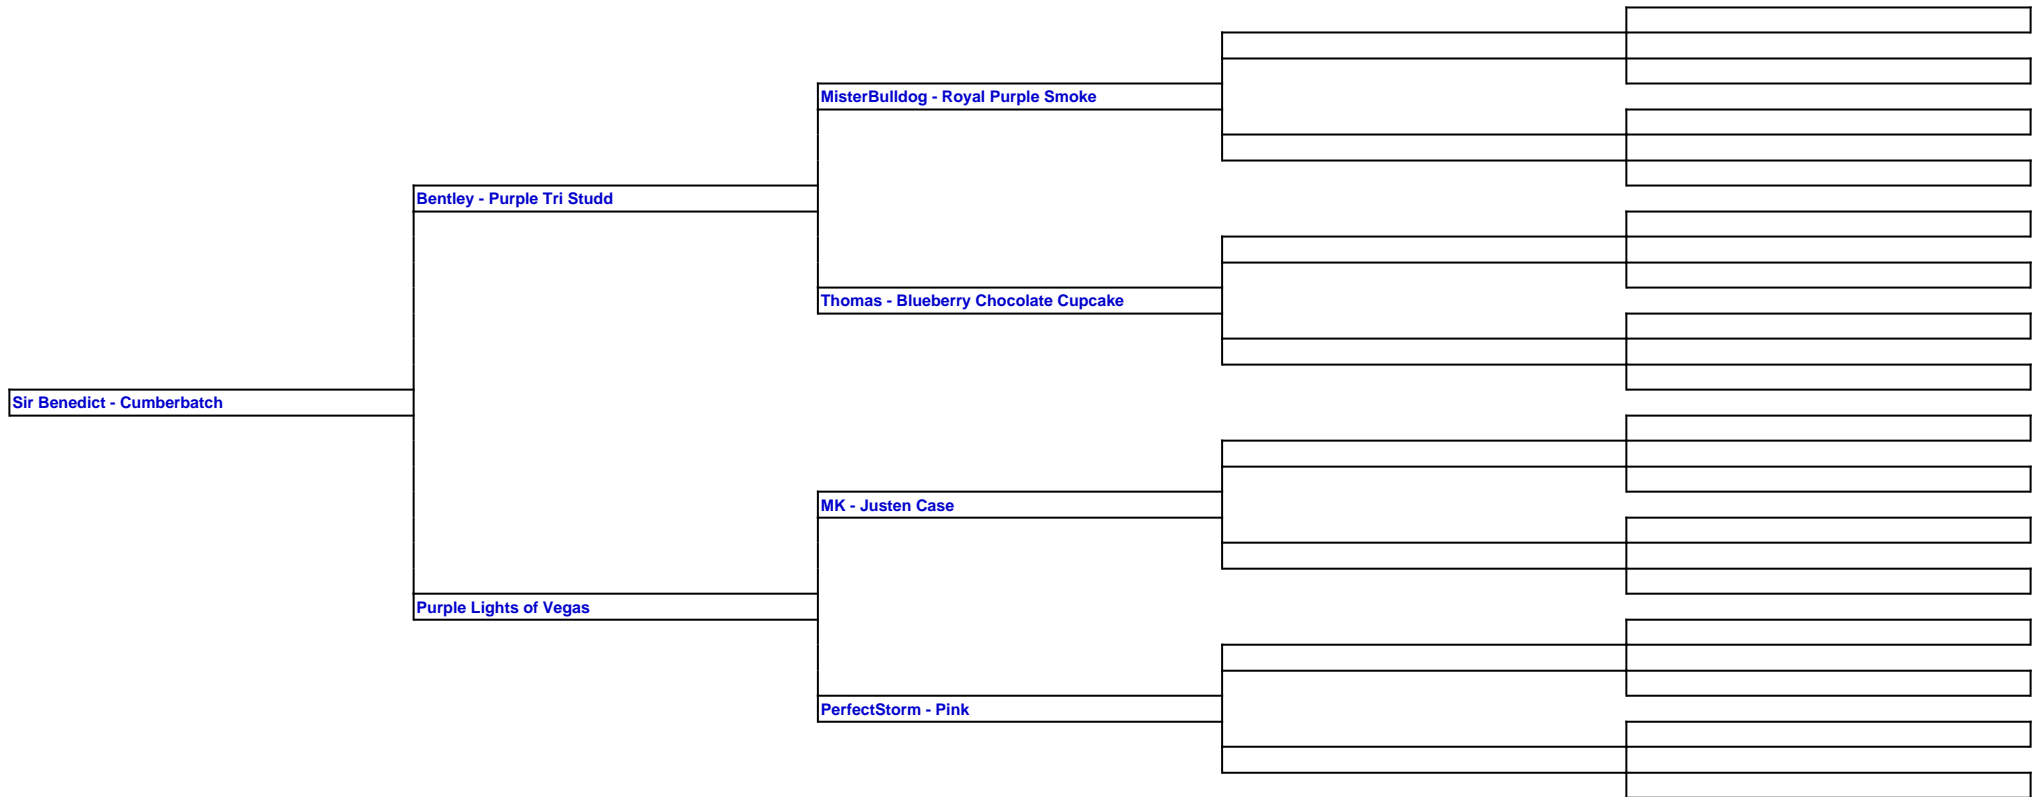 MisterBulldog - Royal Purple Smoke
Bentley - Purple Tri Studd
Thomas - Blueberry Chocolate Cupcake
Sir Benedict - Cumberbatch
MK - Justen Case
Purple Lights of Vegas
PerfectStorm - Pink